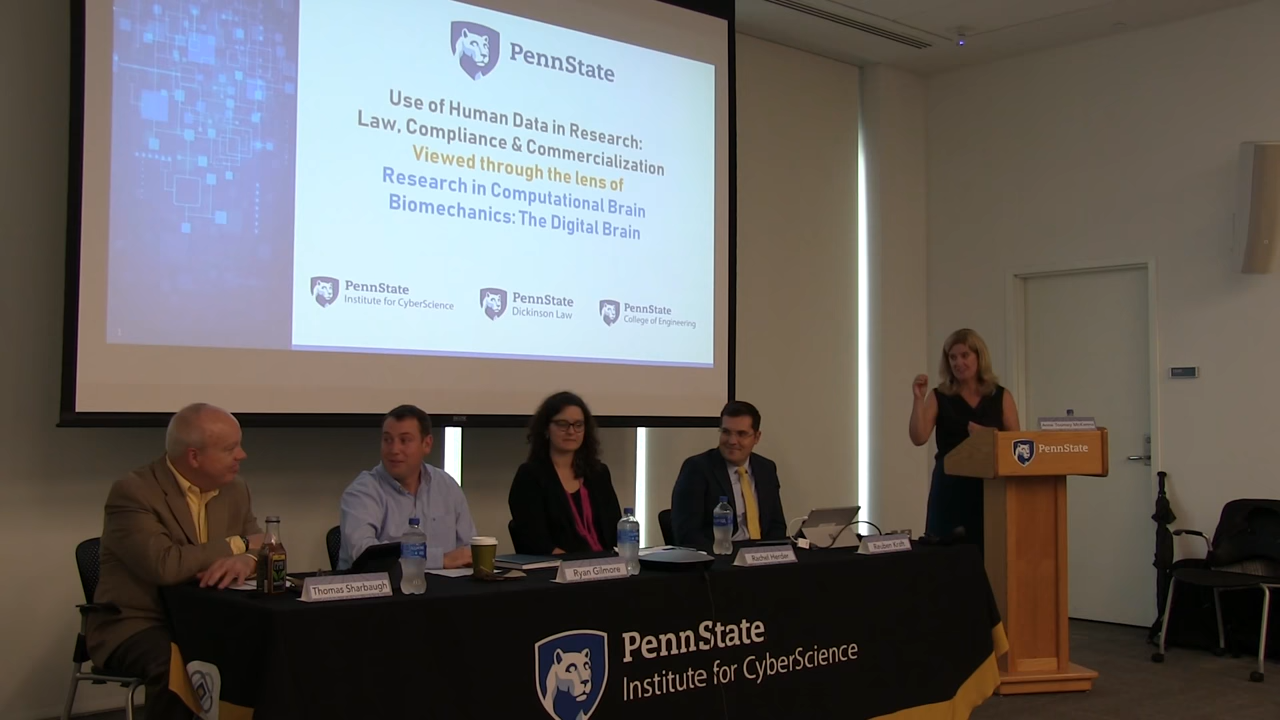 PennState
Use of Human Data in Research:
Law, Compliance & Commercialization
Viewed through the lens of
Research in Computational Brain
Biomechanics: The Digital Brain
PennState
Institute for CyberScience
PennState
Dickinson Law
PennState
College of Engineering
PennState
Thomas Sharbaugh
Ryan Gilmore
Rachel Herder
Reuben Kraft
PennState
Institute for CyberScience